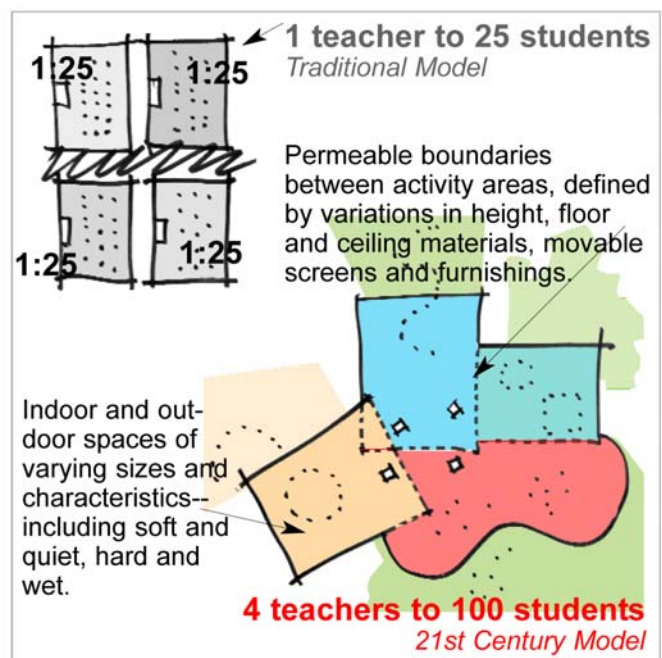 1 teacher to 25 students
Traditional Model
1:25
1:25
1:25
1:25
Permeable boundaries
between activity areas, defined
by variations in height, floor
and ceiling materials, movable
screens and furnishings.
Indoor and out-
door spaces of
varying sizes and
characteristics--
including soft and
quiet, hard and
wet.
4 teachers to 100 students
21st Century Model